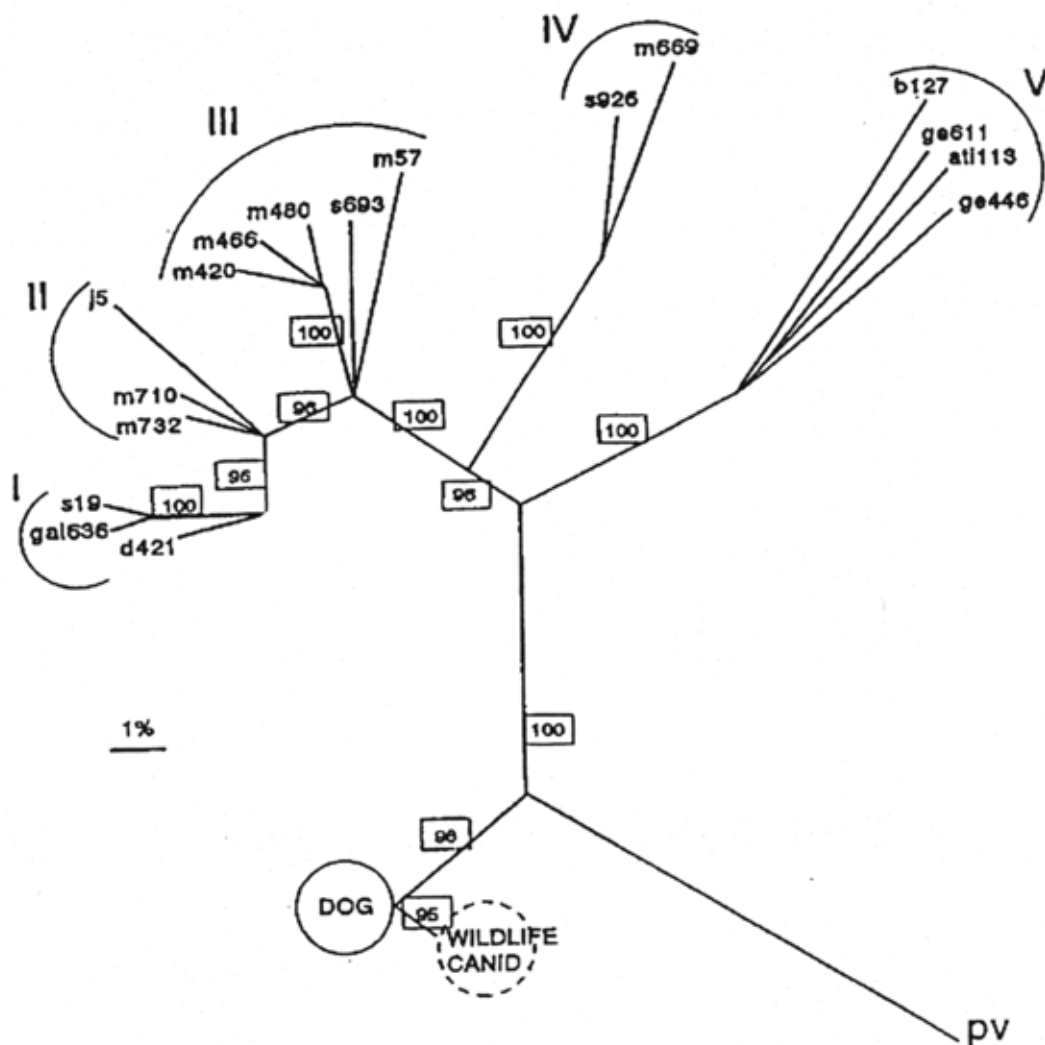 IV
m669
V
b127
s926
III
ge611
m57
ati113
m480
s693
ge446
m466
m420
II
j5
100
100
m710
96
100
100
m732
I
96
96
s19
100
gal636
d421
1%
100
96
DOG
95
WILDLIFE
CANID
pv